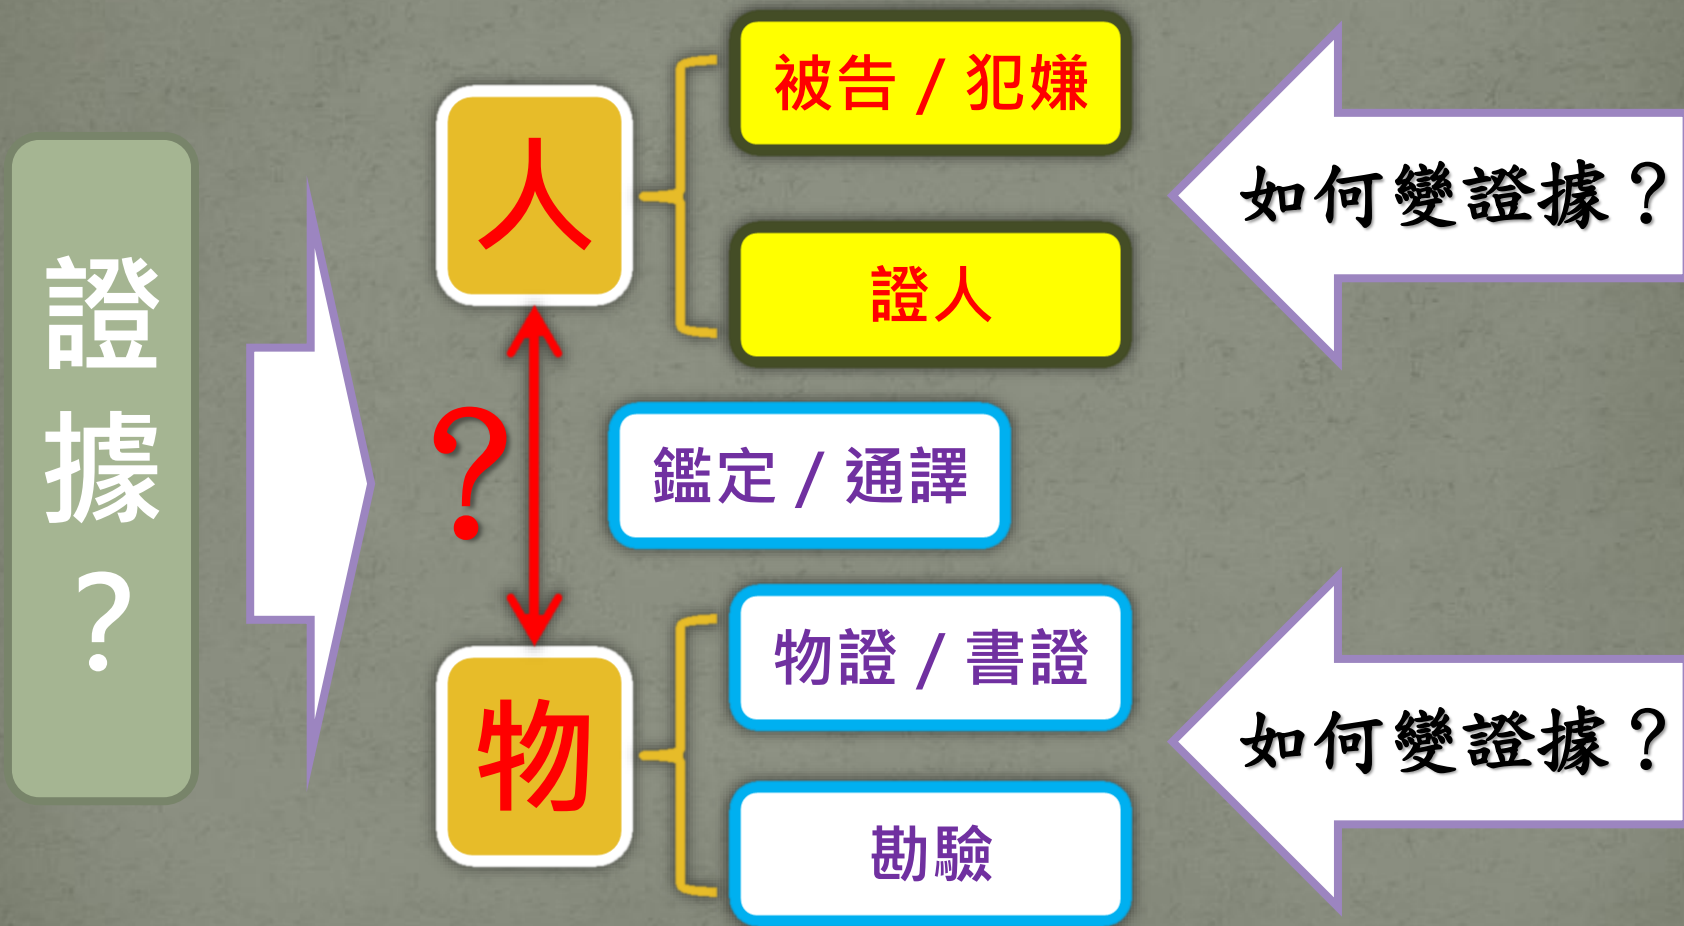 證
據
？
人
被告 / 犯嫌
證人
如何變證據？
？
鑑定 / 通譯
物
物證 / 書證
勘驗
如何變證據？